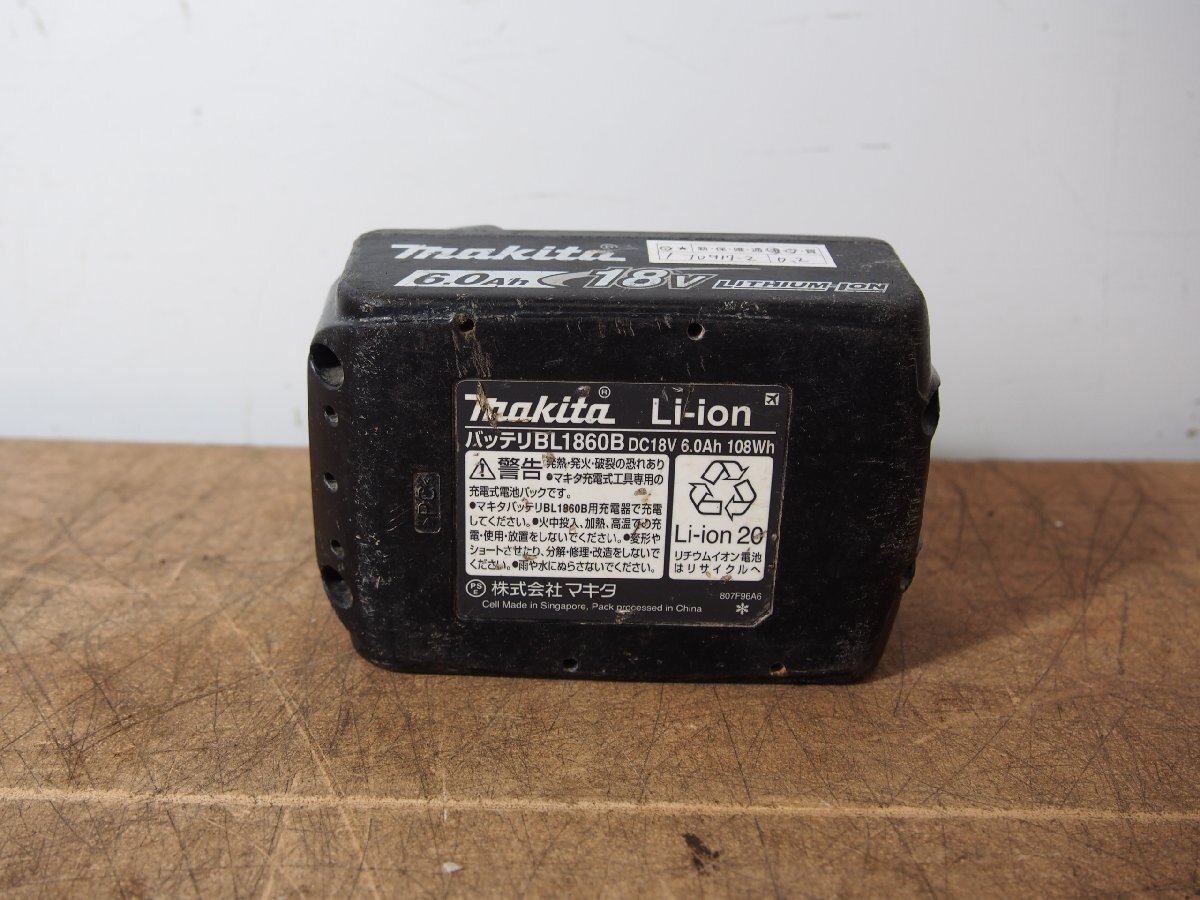 makita®
6.0Ah 18V LITHIUM-ION
makita® Li-ion
バッテリBL1860B DC18V 6.0Ah 108Wh
警告 発熱・発火・破裂の恐れあり
●マキタ充電式工具専用の
充電式電池パックです。
●マキタバッテリBL1860B用充電器で充電
してください。●火中投入、加熱、高温での充
電・使用・放置をしないでください。●変形や
ショートさせたり、分解・修理・改造をしないで
ください。●雨や水にぬらさないでください。
Li-ion 20
リチウムイオン電池
はリサイクルへ
PS
E
株式会社 マキタ
807F96A6
Cell Made in Singapore, Pack processed in China
>PC<